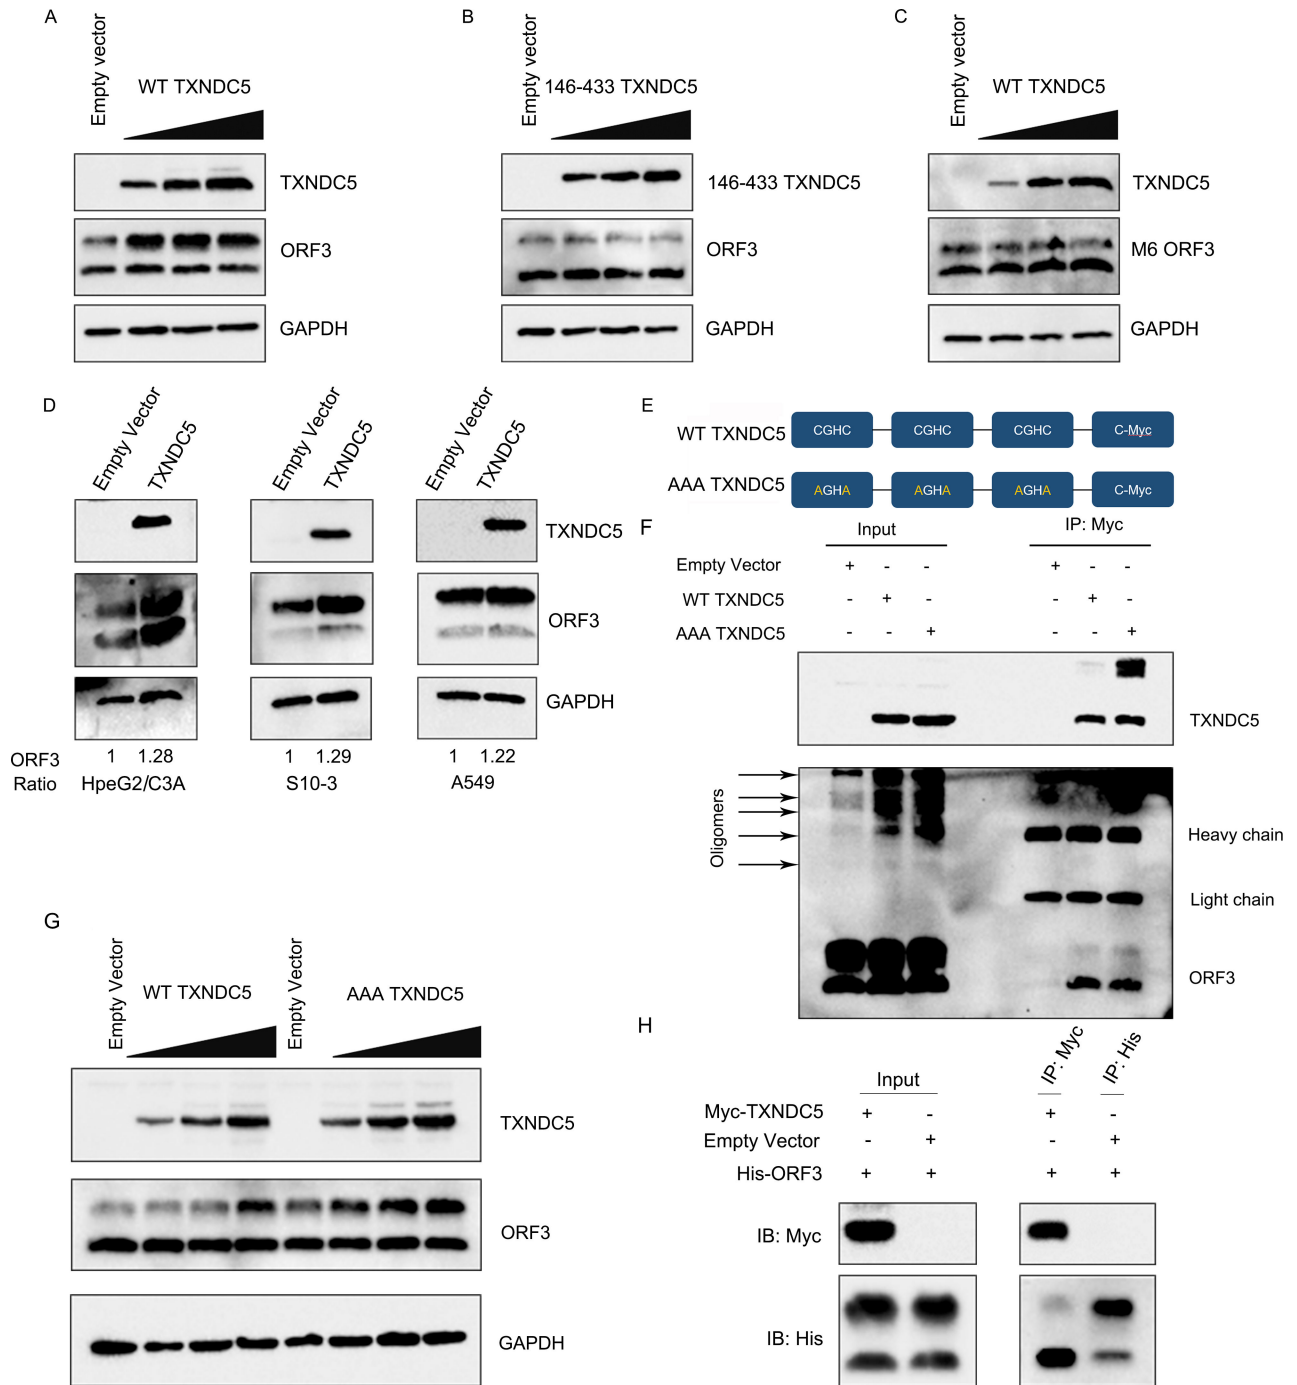 A
Empty vector
WT TXNDC5
TXNDC5
ORF3
GAPDH
B
146-433 TXNDC5
146-433 TXNDC5
ORF3
GAPDH
C
Empty vector
WT TXNDC5
TXNDC5
M6 ORF3
GAPDH
D
Empty Vector
TXNDC5
Empty Vector
TXNDC5
Empty Vector
TXNDC5
TXNDC5
ORF3
GAPDH
ORF3 1 1.28 1 1.29 1 1.22
Ratio HpeG2/C3A S10-3 A549
E
WT TXNDC5 CGHC CGHC CGHC C-Myc
AAA TXNDC5 AGHA AGHA AGHA C-Myc
F
Input IP: Myc
Empty Vector + - - + - -
WT TXNDC5 - + - - + -
AAA TXNDC5 - - + - - +
TXNDC5
Oligomers
Heavy chain
Light chain
ORF3
G
Empty Vector
WT TXNDC5
Empty Vector
AAA TXNDC5
TXNDC5
ORF3
GAPDH
H
Input
IP: Myc
IP: His
Myc-TXNDC5 + - + -
Empty Vector - + - +
His-ORF3 + + + +
IB: Myc
IB: His